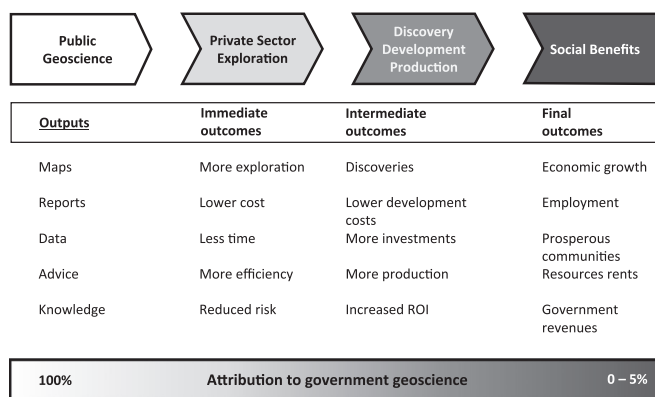 Public
Geoscience
Private Sector
Exploration
Discovery
Development
Production
Social Benefits
Outputs
Immediate
outcomes
Intermediate
outcomes
Final
outcomes
Maps
More exploration
Discoveries
Economic growth
Reports
Lower cost
Lower development
costs
Employment
Data
Less time
More investments
Prosperous
communities
Advice
More efficiency
More production
Resources rents
Knowledge
Reduced risk
Increased ROI
Government
revenues
100%
Attribution to government geoscience
0 – 5%